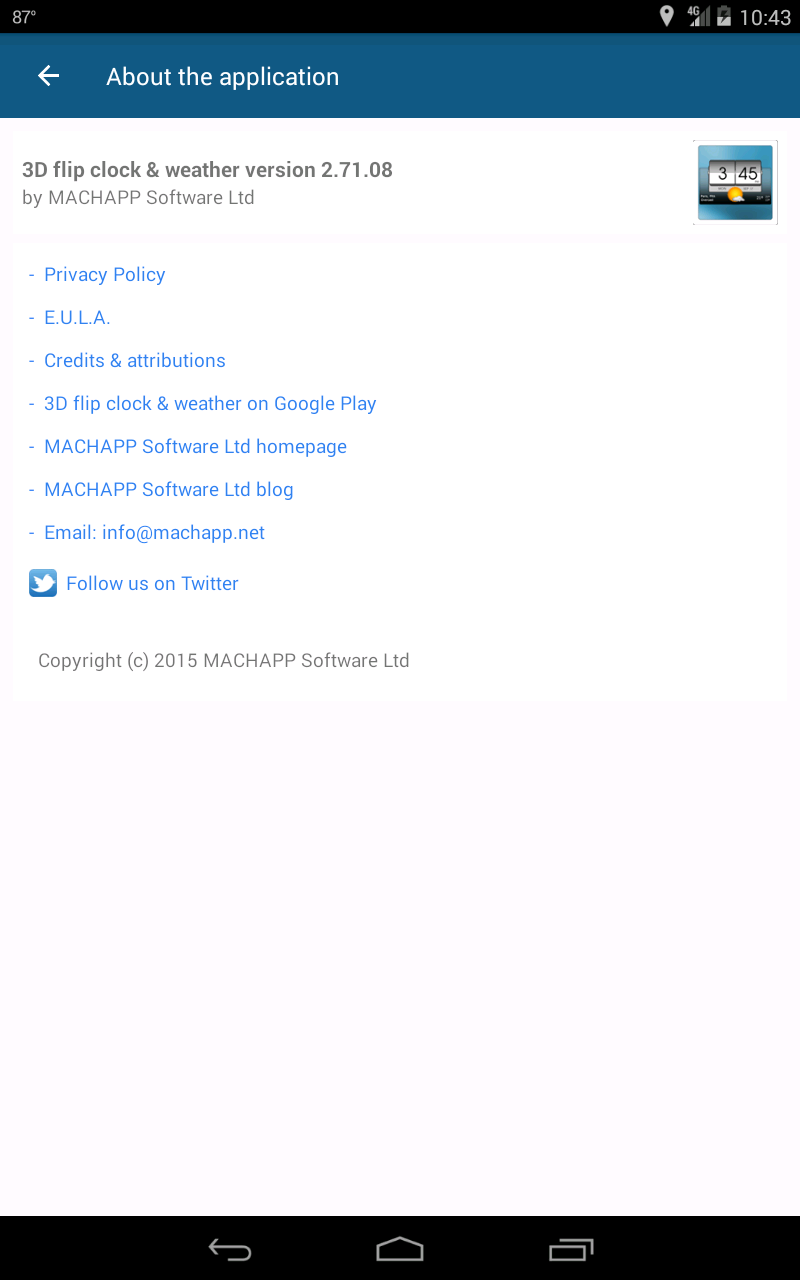 87°
4G
10:43
About the application
3D flip clock & weather version 2.71.08
by MACHAPP Software Ltd
3 45
- Privacy Policy
- E.U.L.A.
- Credits & attributions
- 3D flip clock & weather on Google Play
- MACHAPP Software Ltd homepage
- MACHAPP Software Ltd blog
- Email: info@machapp.net
Follow us on Twitter
Copyright (c) 2015 MACHAPP Software Ltd